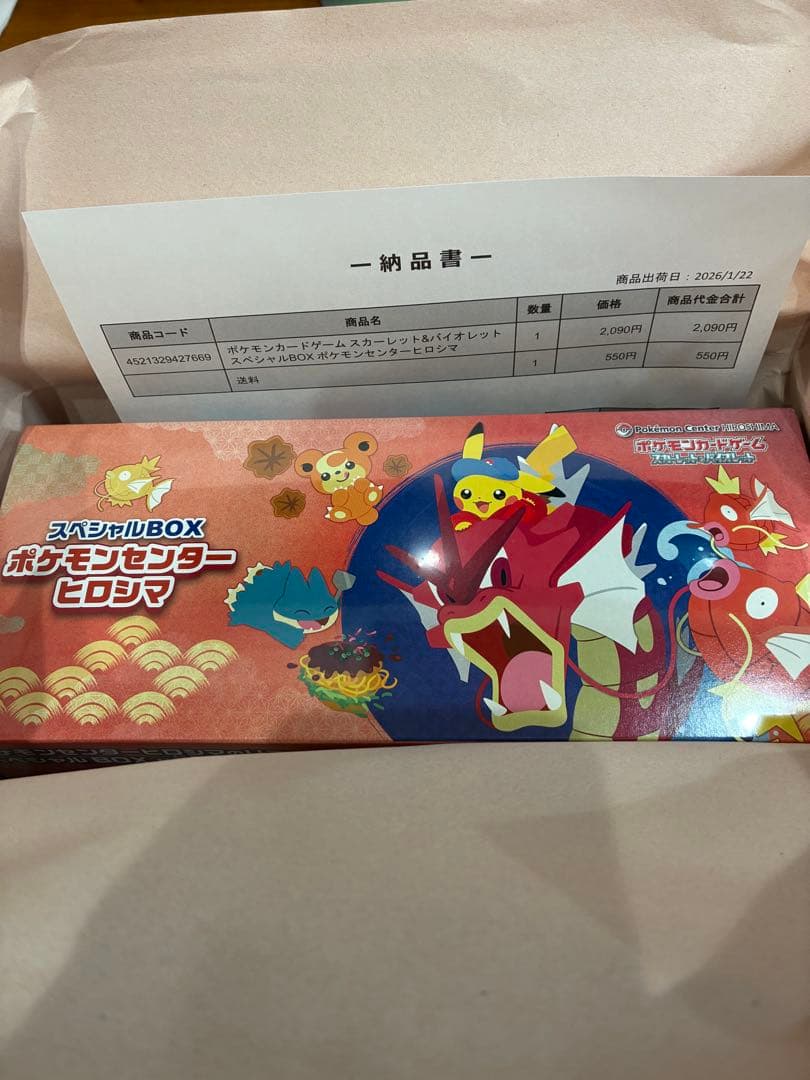 ー納品書ー
商品出荷日：2026/1/22
商品コード 商品名 数量 価格 商品代金合計
4521329427669 ポケモンカードゲーム スカーレット&バイオレット スペシャルBOX ポケモンセンターヒロシマ 1 2,090円 2,090円
送料 1 550円 550円
Pokémon Center HIROSHIMA
ポケモンカードゲーム
スカーレット&バイオレット
スペシャルBOX
ポケモンセンター
ヒロシマ